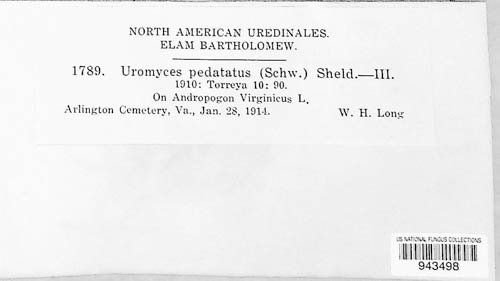 NORTH AMERICAN UREDINALES.
ELAM BARTHOLOMEW.
1789. Uromyces pedatatus (Schw.) Sheld.—III.
1910: Torreya 10: 90.
On Andropogon Virginicus L.
Arlington Cemetery, Va., Jan. 28, 1914. W. H. Long
US NATIONAL FUNGUS COLLECTIONS
943498